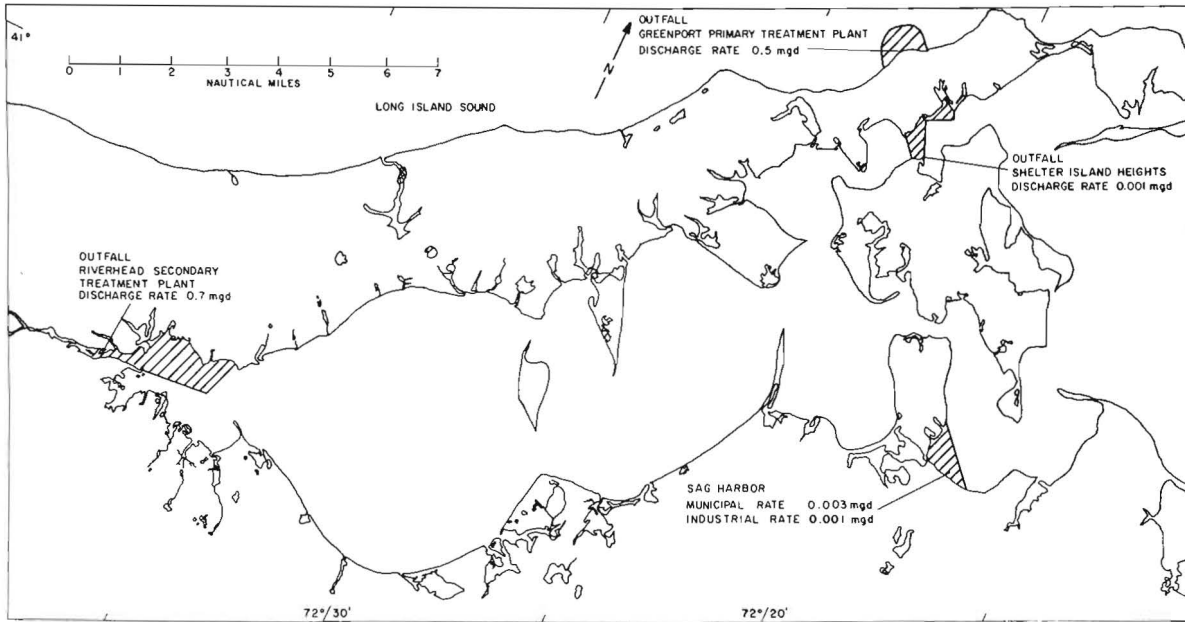 41°
0 1 2 3 4 5 6 7
NAUTICAL MILES
N
OUTFALL
GREENPORT PRIMARY TREATMENT PLANT
DISCHARGE RATE 0.5 mgd
LONG ISLAND SOUND
OUTFALL
SHELTER ISLAND HEIGHTS
DISCHARGE RATE 0.001 mgd
OUTFALL
RIVERHEAD SECONDARY
TREATMENT PLANT
DISCHARGE RATE 0.7 mgd
SAG HARBOR
MUNICIPAL RATE 0.003 mgd
INDUSTRIAL RATE 0.001 mgd
72°/30'
72°/20'